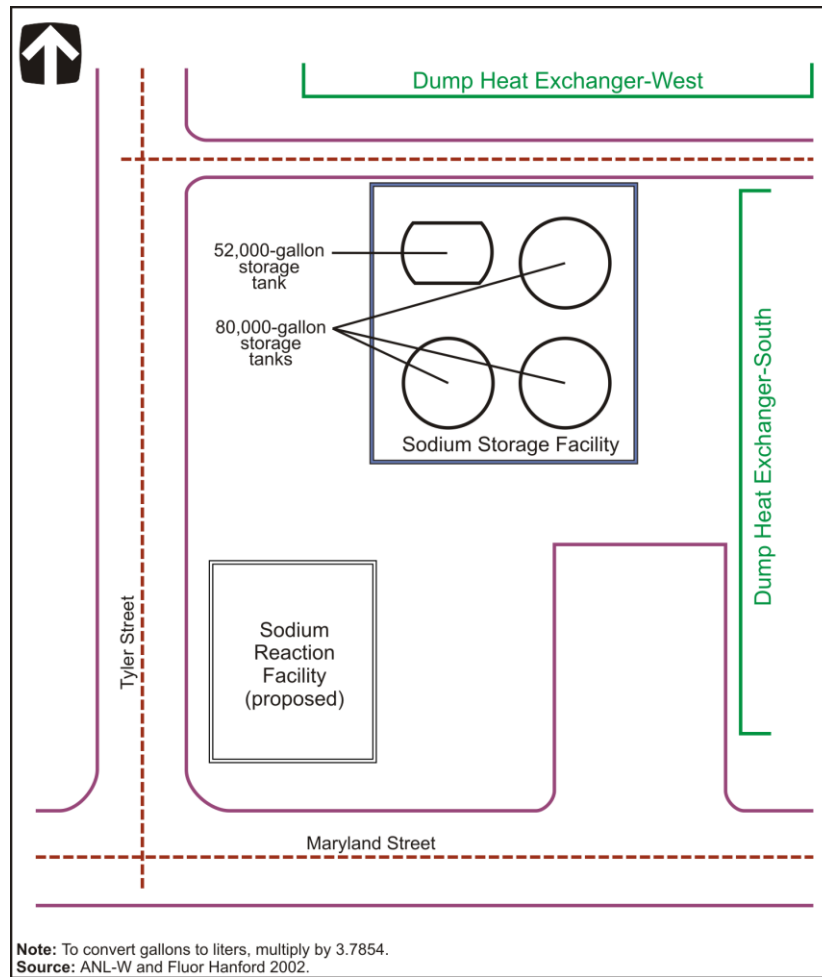 Dump Heat Exchanger-West
52,000-gallon
storage
tank
80,000-gallon
storage
tanks
Sodium Storage Facility
Dump Heat Exchanger-South
Tyler Street
Sodium
Reaction
Facility
(proposed)
Maryland Street
Note: To convert gallons to liters, multiply by 3.7854.
Source: ANL-W and Fluor Hanford 2002.